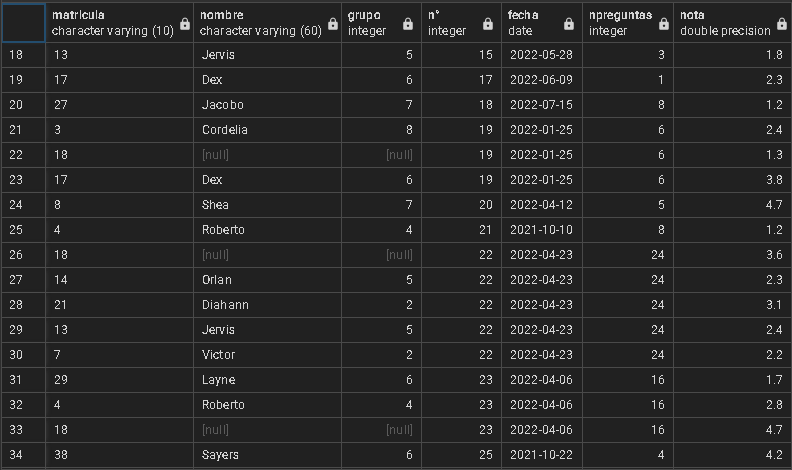 matricula nombre grupo n° fecha npreguntas nota
character varying (10) character varying (60) integer integer date integer double precision
18 13 Jervis 5 15 2022-05-28 3 1.8
19 17 Dex 6 17 2022-06-09 1 2.3
20 27 Jacobo 7 18 2022-07-15 8 1.2
21 3 Cordelia 8 19 2022-01-25 6 2.4
22 18 [null] [null] 19 2022-01-25 6 1.3
23 17 Dex 6 19 2022-01-25 6 3.8
24 8 Shea 7 20 2022-04-12 5 4.7
25 4 Roberto 4 21 2021-10-10 8 1.2
26 18 [null] [null] 22 2022-04-23 24 3.6
27 14 Orlan 5 22 2022-04-23 24 2.3
28 21 Diahann 2 22 2022-04-23 24 3.1
29 13 Jervis 5 22 2022-04-23 24 2.4
30 7 Victor 2 22 2022-04-23 24 2.2
31 29 Layne 6 23 2022-04-06 16 1.7
32 4 Roberto 4 23 2022-04-06 16 2.8
33 18 [null] [null] 23 2022-04-06 16 4.7
34 38 Sayers 6 25 2021-10-22 4 4.2